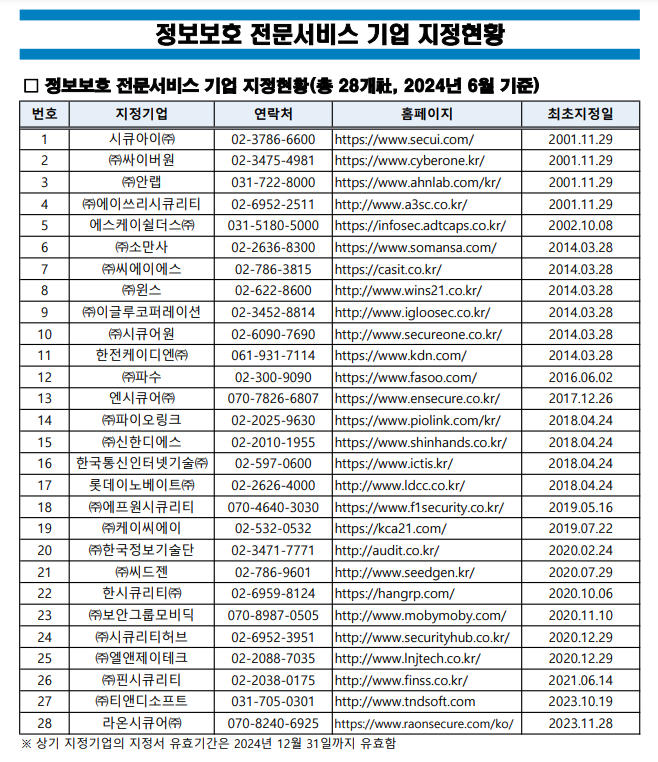 정보보호 전문서비스 기업 지정현황
□ 정보보호 전문서비스 기업 지정현황(총 28개社, 2024년 6월 기준)
번호 지정기업 연락처 홈페이지 최초지정일
1 시큐아이㈜ 02-3786-6600 https://www.secui.com/ 2001.11.29
2 ㈜싸이버원 02-3475-4981 https://www.cyberone.kr/ 2001.11.29
3 ㈜안랩 031-722-8000 https://www.ahnlab.com/kr/ 2001.11.29
4 ㈜에이쓰리시큐리티 02-6952-2511 http://www.a3sc.co.kr/ 2001.11.29
5 에스케이쉴더스㈜ 031-5180-5000 https://infosec.adtcaps.co.kr/ 2002.10.08
6 ㈜소만사 02-2636-8300 https://www.somansa.com/ 2014.03.28
7 ㈜씨에이에스 02-786-3815 https://casit.co.kr/ 2014.03.28
8 ㈜윈스 02-622-8600 http://www.wins21.co.kr/ 2014.03.28
9 ㈜이글루코퍼레이션 02-3452-8814 http://www.igloosec.co.kr/ 2014.03.28
10 ㈜시큐어원 02-6090-7690 http://www.secureone.co.kr/ 2014.03.28
11 한전케이디엔㈜ 061-931-7114 https://www.kdn.com/ 2014.03.28
12 ㈜파수 02-300-9090 https://www.fasoo.com/ 2016.06.02
13 엔시큐어㈜ 070-7826-6807 https://www.ensecure.co.kr/ 2017.12.26
14 ㈜파이오링크 02-2025-9630 https://www.piolink.com/kr/ 2018.04.24
15 ㈜신한디에스 02-2010-1955 https://www.shinhands.co.kr/ 2018.04.24
16 한국통신인터넷기술㈜ 02-597-0600 https://www.ictis.kr/ 2018.04.24
17 롯데이노베이트㈜ 02-2626-4000 http://www.ldcc.co.kr/ 2018.04.24
18 ㈜에프원시큐리티 070-4640-3030 https://www.f1security.co.kr/ 2019.05.16
19 ㈜케이씨에이 02-532-0532 https://kca21.com/ 2019.07.22
20 ㈜한국정보기술단 02-3471-7771 http://audit.co.kr/ 2020.02.24
21 ㈜씨드젠 02-786-9601 http://www.seedgen.kr/ 2020.07.29
22 한시큐리티㈜ 02-6959-8124 https://hangrp.com/ 2020.10.06
23 ㈜보안그룹모비딕 070-8987-0505 http://www.mobymoby.com/ 2020.11.10
24 ㈜시큐리티허브 02-6952-3951 http://www.securityhub.co.kr/ 2020.12.29
25 ㈜엘앤제이테크 02-2088-7035 http://www.lnjtech.co.kr/ 2020.12.29
26 ㈜핀시큐리티 02-2038-0175 http://www.finss.co.kr/ 2021.06.14
27 ㈜티앤디소프트 031-705-0301 http://www.tndsoft.com 2023.10.19
28 라온시큐어㈜ 070-8240-6925 https://www.raonsecure.com/ko/ 2023.11.28
※ 상기 지정기업의 지정서 유효기간은 2024년 12월 31일까지 유효함